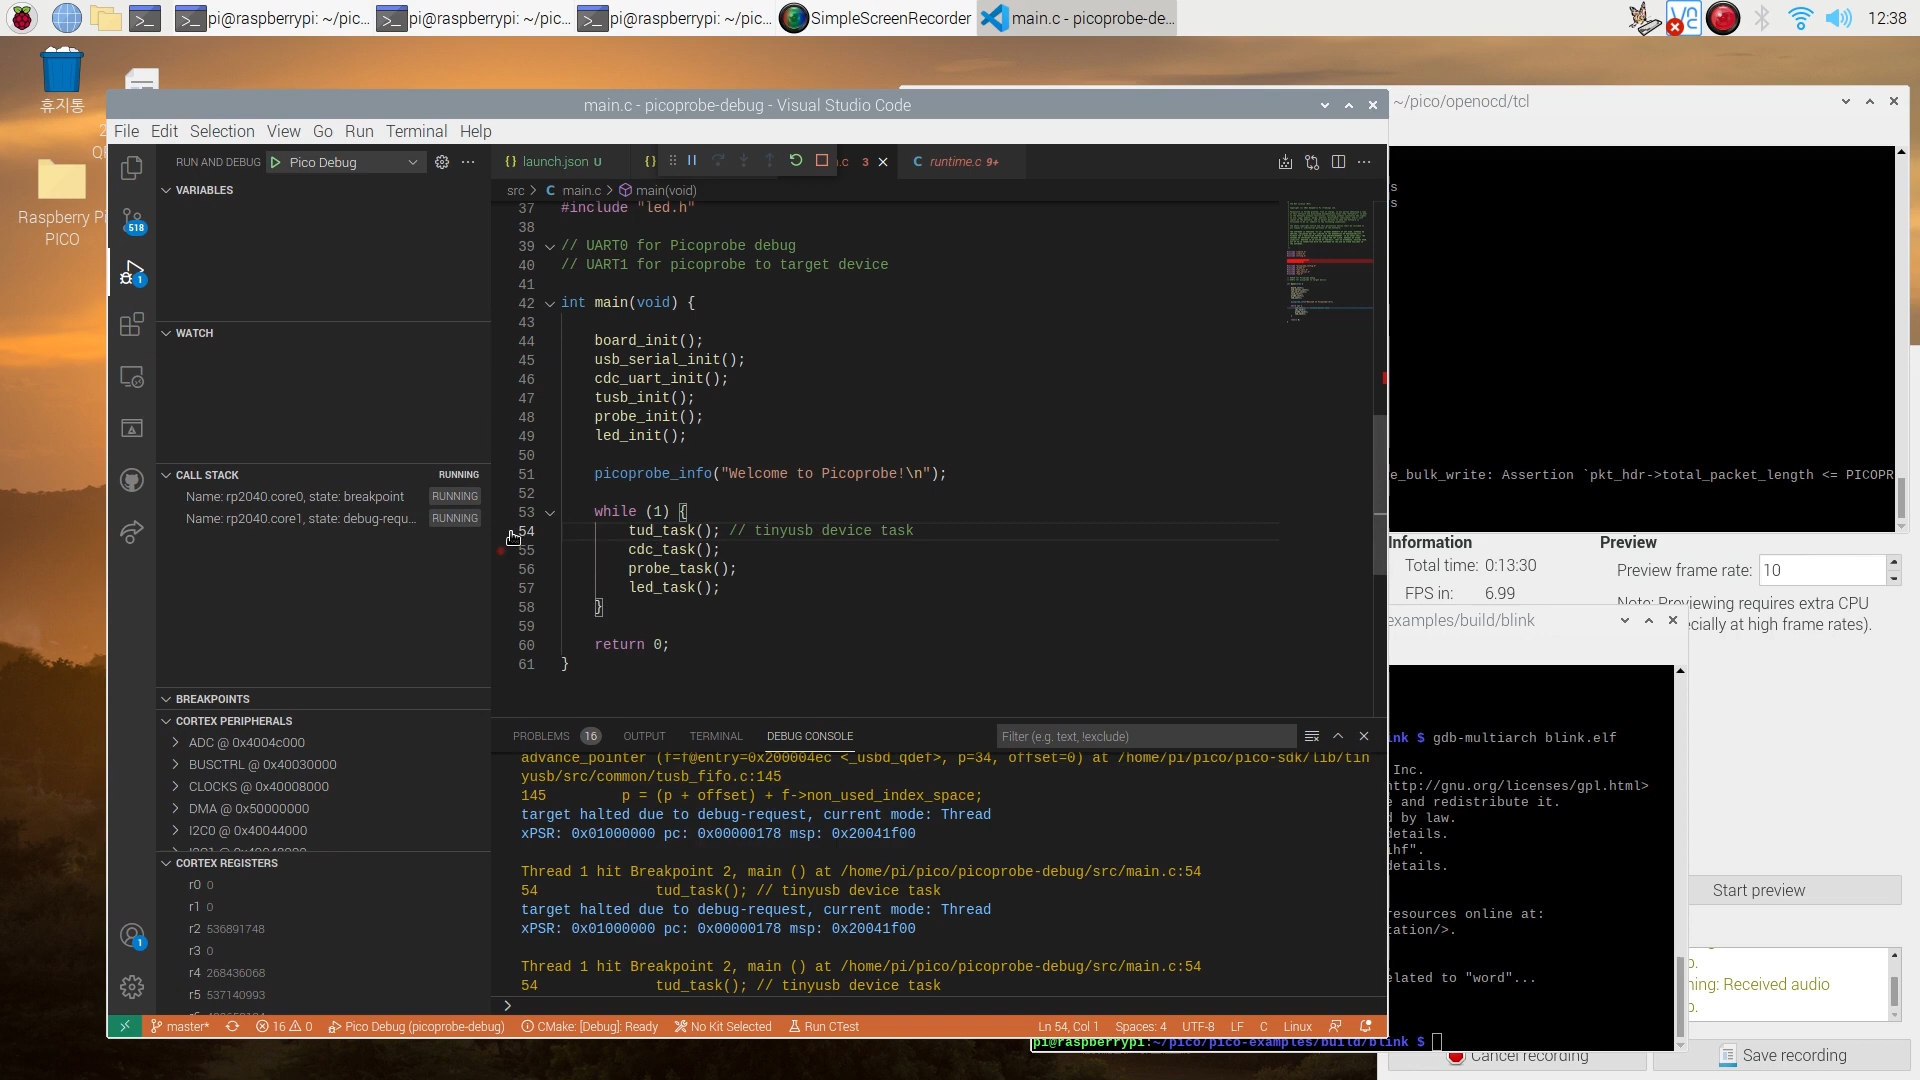 pi@raspberrypi: ~/pic...
pi@raspberrypi: ~/pic...
pi@raspberrypi: ~/pic...
SimpleScreenRecorder
main.c - picoprobe-de...
12:38
휴지통
Raspberry Pi
PICO
main.c - picoprobe-debug - Visual Studio Code
File Edit Selection View Go Run Terminal Help
RUN AND DEBUG Pico Debug
launch.json U
.c 3
C runtime.c 9+
VARIABLES
src > C main.c > main(void)
518
1
WATCH
CALL STACK RUNNING
Name: rp2040.core0, state: breakpoint RUNNING
Name: rp2040.core1, state: debug-requ... RUNNING
BREAKPOINTS
CORTEX PERIPHERALS
ADC @ 0x4004c000
BUSCTRL @ 0x40030000
CLOCKS @ 0x40008000
DMA @ 0x50000000
I2C0 @ 0x40044000
CORTEX REGISTERS
r0 0
r1 0
r2 536891748
r3 0
r4 268436068
r5 537140993
1
37 #include "led.h"
38
39 // UART0 for Picoprobe debug
40 // UART1 for picoprobe to target device
41
42 int main(void) {
43
44 board_init();
45 usb_serial_init();
46 cdc_uart_init();
47 tusb_init();
48 probe_init();
49 led_init();
50
51 picoprobe_info("Welcome to Picoprobe!\n");
52
53 while (1) {
54 tud_task(); // tinyusb device task
55 cdc_task();
56 probe_task();
57 led_task();
58 }
59
60 return 0;
61 }
PROBLEMS 16 OUTPUT TERMINAL DEBUG CONSOLE Filter (e.g. text, !exclude)
advance_pointer (f=f@entry=0x200004ec <_usbd_qdef>, p=34, offset=0) at /home/pi/pico/pico-sdk/lib/tin
yusb/src/common/tusb_fifo.c:145
145 p = (p + offset) + f->non_used_index_space;
target halted due to debug-request, current mode: Thread
xPSR: 0x01000000 pc: 0x00000178 msp: 0x20041f00
Thread 1 hit Breakpoint 2, main () at /home/pi/pico/picoprobe-debug/src/main.c:54
54 tud_task(); // tinyusb device task
target halted due to debug-request, current mode: Thread
xPSR: 0x01000000 pc: 0x00000178 msp: 0x20041f00
Thread 1 hit Breakpoint 2, main () at /home/pi/pico/picoprobe-debug/src/main.c:54
54 tud_task(); // tinyusb device task
>
master* 16 0 Pico Debug (picoprobe-debug) CMake: [Debug]: Ready No Kit Selected Run CTest Ln 54, Col 1 Spaces: 4 UTF-8 LF C Linux
~/pico/openocd/tcl
s
s
e_bulk_write: Assertion `pkt_hdr->total_packet_length <= PICOPR
Information
Total time: 0:13:30
FPS in: 6.99
Preview
Preview frame rate: 10
Note: Previewing requires extra CPU
ecially at high frame rates).
Start preview
examples/build/blink
ink $ gdb-multiarch blink.elf
Inc.
http://gnu.org/licenses/gpl.html>
e and redistribute it.
d by law.
details.
ihf".
details.
resources online at:
tation/>.
elated to "word"...
pi@raspberrypi:~/pico/pico-examples/build/blink $
p.
ning: Received audio
p.
Cancel recording
Save recording